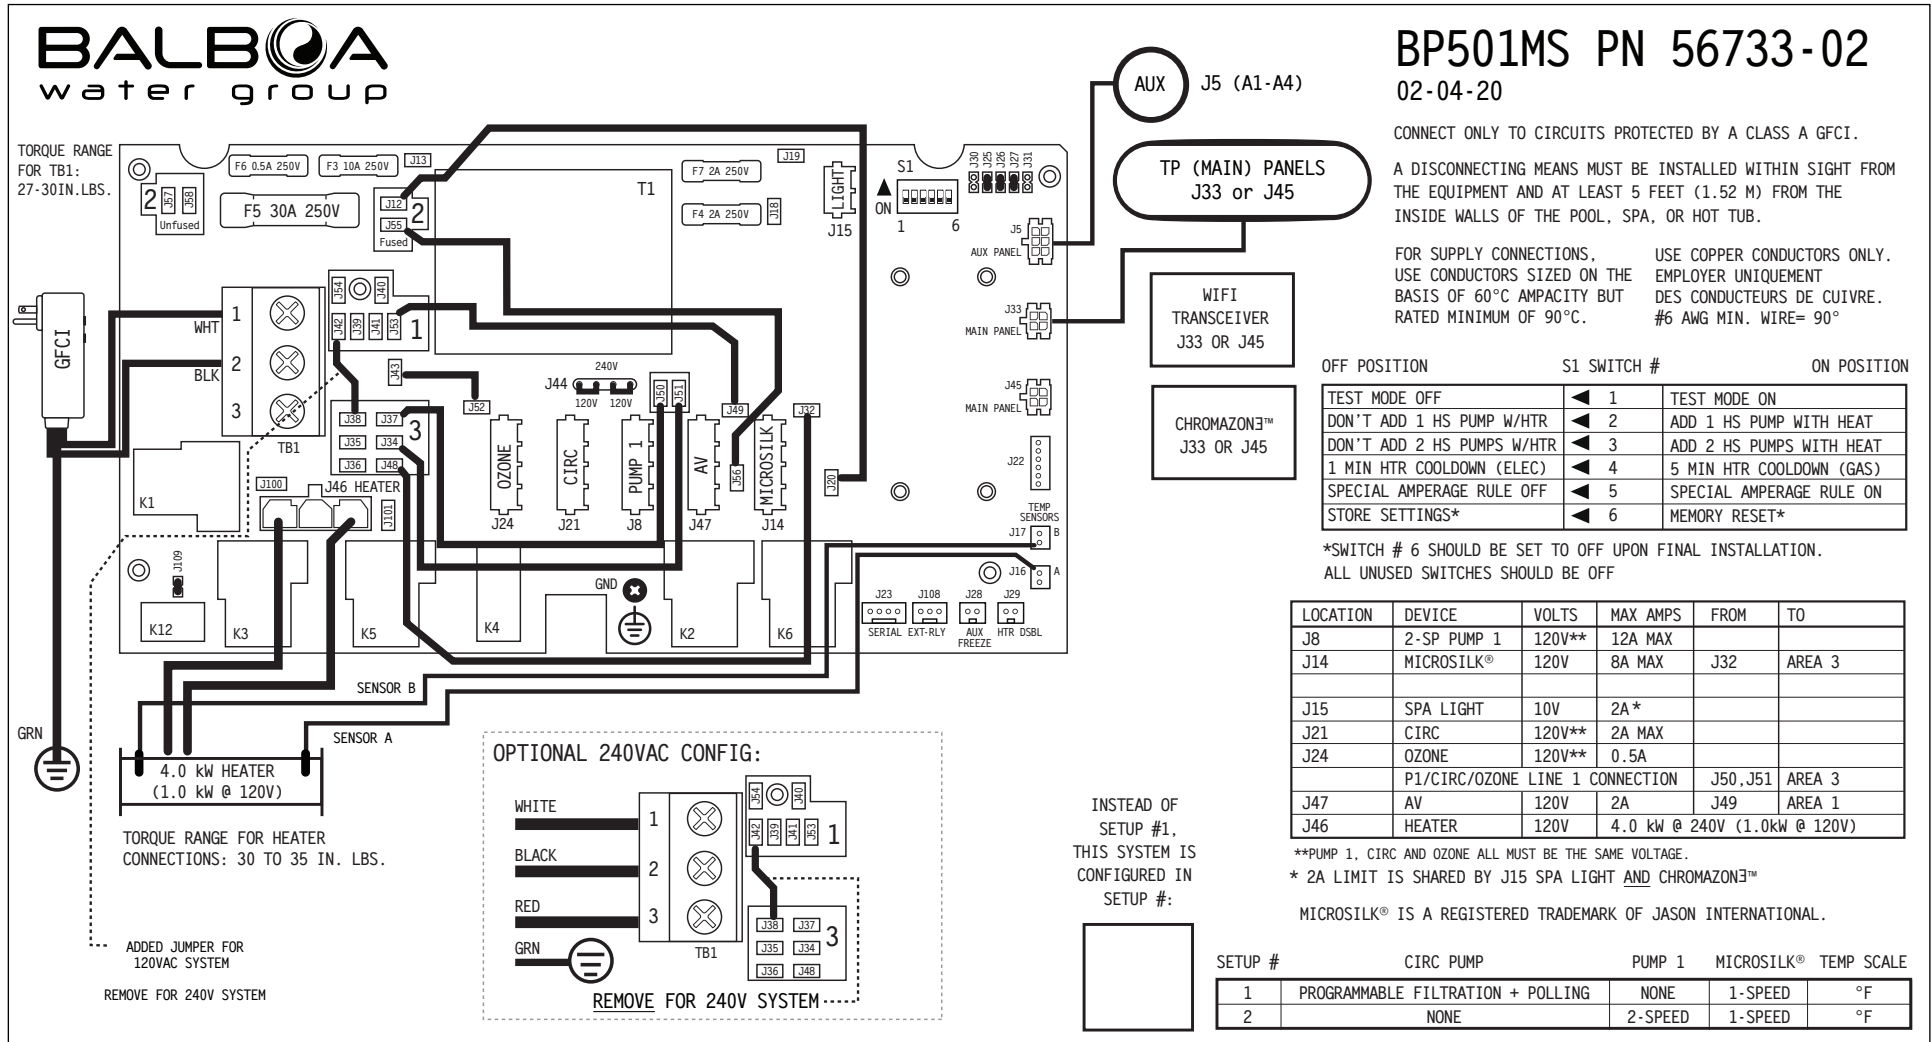 BALBOA
water group
BP501MS PN 56733-02
02-04-20
CONNECT ONLY TO CIRCUITS PROTECTED BY A CLASS A GFCI.
A DISCONNECTING MEANS MUST BE INSTALLED WITHIN SIGHT FROM
THE EQUIPMENT AND AT LEAST 5 FEET (1.52 M) FROM THE
INSIDE WALLS OF THE POOL, SPA, OR HOT TUB.
FOR SUPPLY CONNECTIONS,
USE CONDUCTORS SIZED ON THE
BASIS OF 60°C AMPACITY BUT
RATED MINIMUM OF 90°C.
USE COPPER CONDUCTORS ONLY.
EMPLOYER UNIQUEMENT
DES CONDUCTEURS DE CUIVRE.
#6 AWG MIN. WIRE= 90°
AUX
J5 (A1-A4)
TP (MAIN) PANELS
J33 or J45
WIFI
TRANSCEIVER
J33 OR J45
CHROMAZONƎ™
J33 OR J45
TORQUE RANGE
FOR TB1:
27-30IN.LBS.
F6 0.5A 250V
F3 10A 250V
J13
2
J57
J58
Unfused
F5 30A 250V
J12
J55
2
Fused
T1
F7 2A 250V
F4 2A 250V
J18
J19
LIGHT
J15
S1
ON
1
6
J30
J25
J26
J27
J31
J5
AUX PANEL
J33
MAIN PANEL
J45
MAIN PANEL
J22
TEMP
SENSORS
J17
B
J16
A
GFCI
WHT
BLK
1
2
3
TB1
J54
J40
J42
J39
J41
J53
1
J43
J52
240V
J44
120V
120V
J50
J51
J49
J32
J38
J37
J35
J34
J36
J48
3
OZONE
J24
CIRC
J21
PUMP 1
J8
AV
J47
J56
MICROSILK
J14
J20
K1
J100
J46 HEATER
J101
J109
K12
K3
K5
K4
GND
K2
K6
J23
SERIAL
J108
EXT-RLY
J28
AUX
FREEZE
J29
HTR DSBL
SENSOR B
SENSOR A
GRN
4.0 kW HEATER
(1.0 kW @ 120V)
TORQUE RANGE FOR HEATER
CONNECTIONS: 30 TO 35 IN. LBS.
ADDED JUMPER FOR
120VAC SYSTEM
REMOVE FOR 240V SYSTEM
OPTIONAL 240VAC CONFIG:
WHITE
BLACK
RED
GRN
1
2
3
TB1
J54
J40
J42
J39
J41
J53
1
J38
J37
J35
J34
J36
J48
3
REMOVE FOR 240V SYSTEM
OFF POSITION S1 SWITCH # ON POSITION
TEST MODE OFF 1 TEST MODE ON
DON'T ADD 1 HS PUMP W/HTR 2 ADD 1 HS PUMP WITH HEAT
DON'T ADD 2 HS PUMPS W/HTR 3 ADD 2 HS PUMPS WITH HEAT
1 MIN HTR COOLDOWN (ELEC) 4 5 MIN HTR COOLDOWN (GAS)
SPECIAL AMPERAGE RULE OFF 5 SPECIAL AMPERAGE RULE ON
STORE SETTINGS* 6 MEMORY RESET*
*SWITCH # 6 SHOULD BE SET TO OFF UPON FINAL INSTALLATION.
ALL UNUSED SWITCHES SHOULD BE OFF
LOCATION DEVICE VOLTS MAX AMPS FROM TO
J8 2-SP PUMP 1 120V** 12A MAX
J14 MICROSILK® 120V 8A MAX J32 AREA 3
J15 SPA LIGHT 10V 2A*
J21 CIRC 120V** 2A MAX
J24 OZONE 120V** 0.5A
P1/CIRC/OZONE LINE 1 CONNECTION J50,J51 AREA 3
J47 AV 120V 2A J49 AREA 1
J46 HEATER 120V 4.0 kW @ 240V (1.0kW @ 120V)
**PUMP 1, CIRC AND OZONE ALL MUST BE THE SAME VOLTAGE.
* 2A LIMIT IS SHARED BY J15 SPA LIGHT AND CHROMAZONƎ™
MICROSILK® IS A REGISTERED TRADEMARK OF JASON INTERNATIONAL.
INSTEAD OF
SETUP #1,
THIS SYSTEM IS
CONFIGURED IN
SETUP #:
SETUP # CIRC PUMP PUMP 1 MICROSILK® TEMP SCALE
1 PROGRAMMABLE FILTRATION + POLLING NONE 1-SPEED °F
2 NONE 2-SPEED 1-SPEED °F